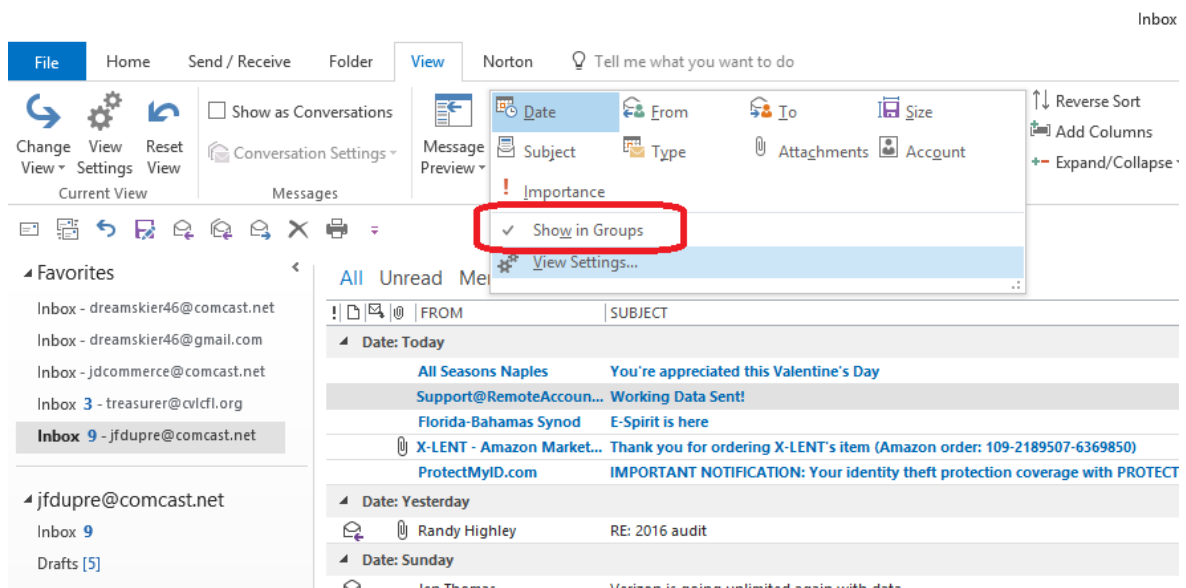 Inbox
File Home Send / Receive Folder View Norton Tell me what you want to do
Change View View Settings Reset View
Current View
Show as Conversations
Conversation Settings
Messages
Message Preview
Date From To Size
Subject Type Attachments Account
Importance
Show in Groups
View Settings...
Reverse Sort
Add Columns
Expand/Collapse
Favorites
Inbox - dreamskier46@comcast.net
Inbox - dreamskier46@gmail.com
Inbox - jdcommerce@comcast.net
Inbox 3 - treasurer@cvlcfl.org
Inbox 9 - jfdupre@comcast.net
jfdupre@comcast.net
Inbox 9
Drafts [5]
All Unread
! FROM SUBJECT
Date: Today
All Seasons Naples You're appreciated this Valentine's Day
Support@RemoteAccoun... Working Data Sent!
Florida-Bahamas Synod E-Spirit is here
X-LENT - Amazon Market... Thank you for ordering X-LENT's item (Amazon order: 109-2189507-6369850)
ProtectMyID.com IMPORTANT NOTIFICATION: Your identity theft protection coverage with PROTECT
Date: Yesterday
Randy Highley RE: 2016 audit
Date: Sunday
Verizon is going unlimited again with data